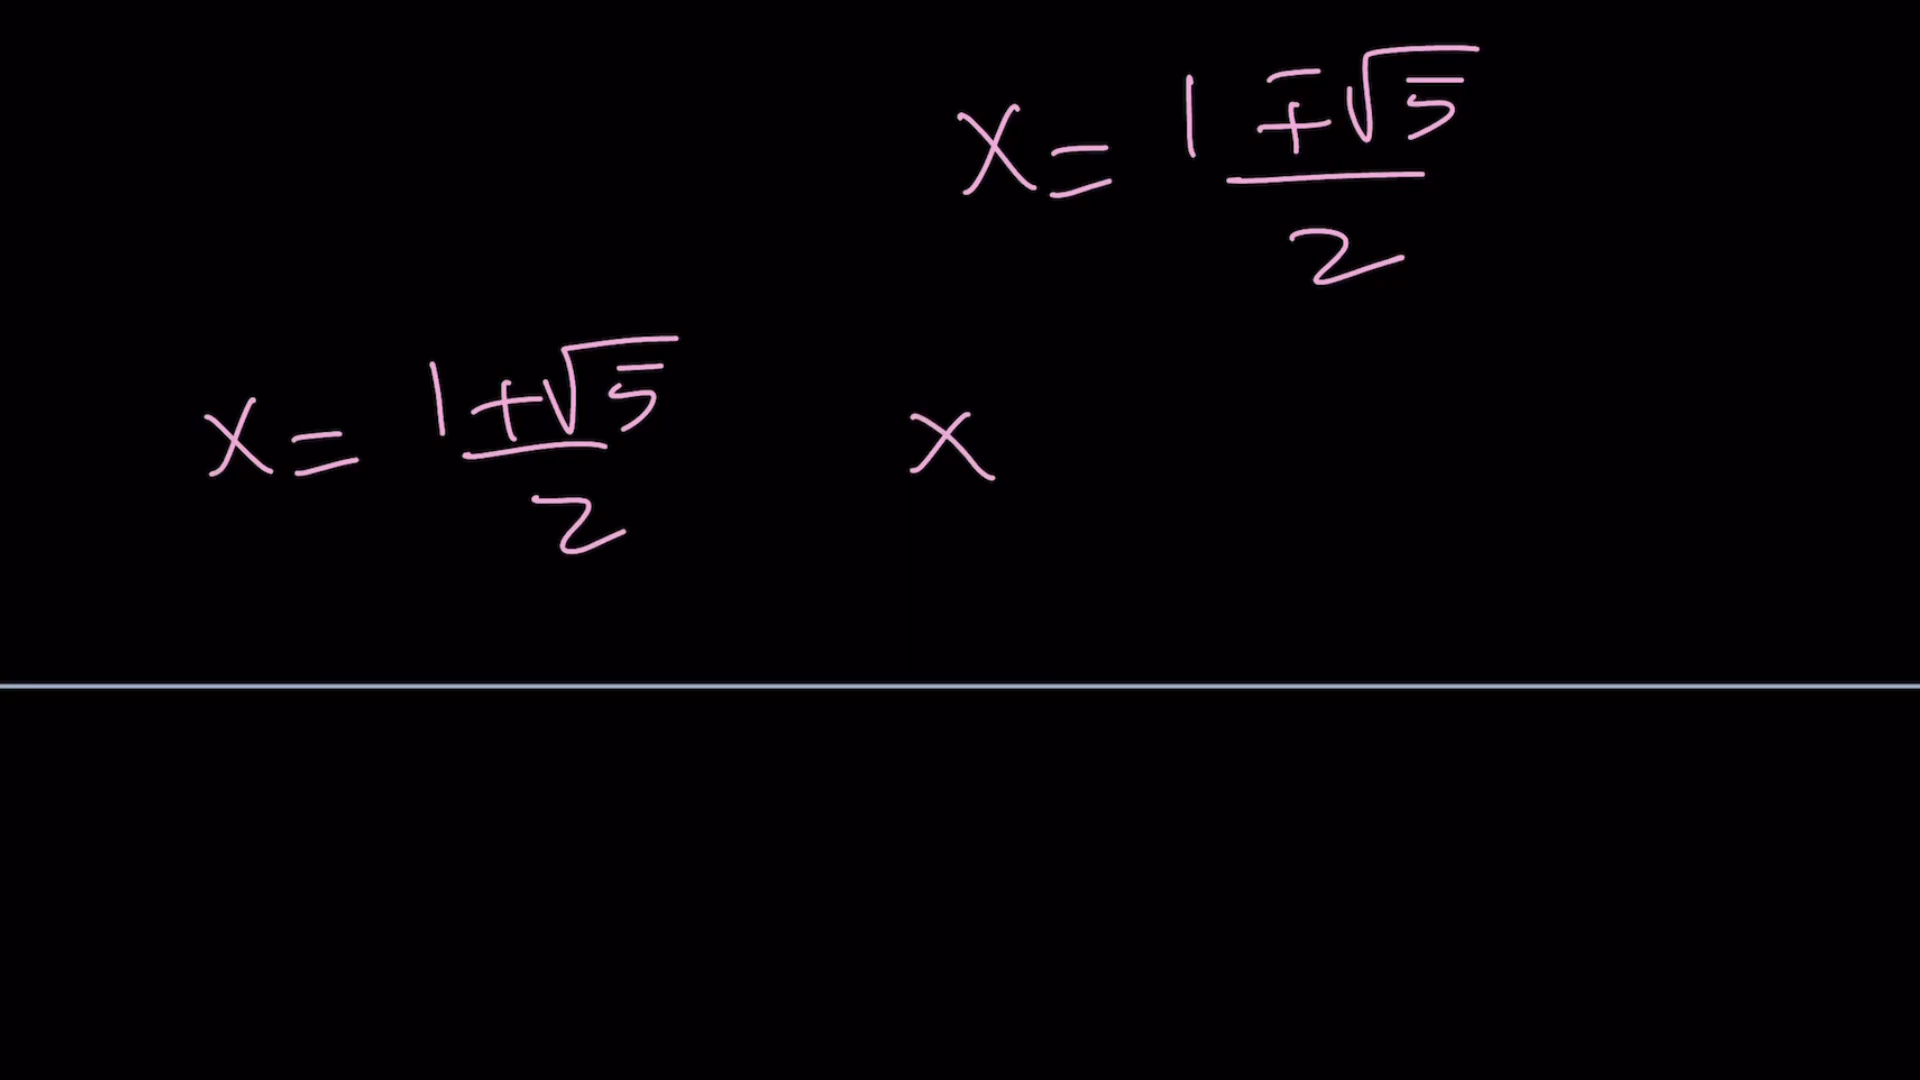 x = (1 ∓ √5)/2
x = (1 + √5)/2 x